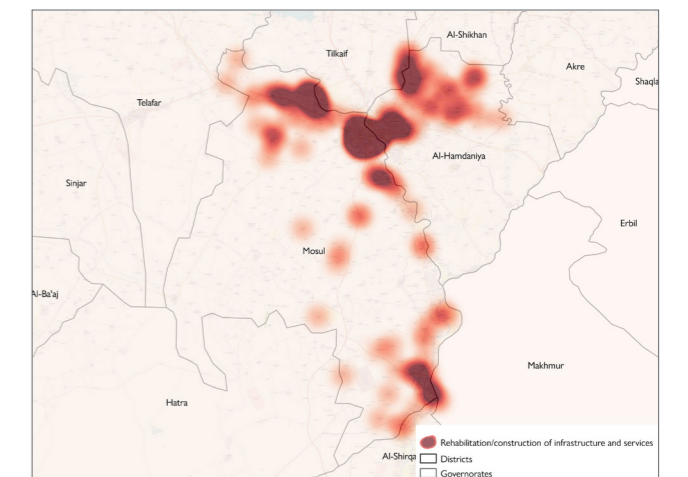 Al-Shikhan
Tilkaif
Akre
Shaqla
Telafar
Al-Hamdaniya
Sinjar
Erbil
Mosul
Al-Ba'aj
Makhmur
Hatra
Rehabilitation/construction of infrastructure and services
Al-Shirqa
Districts
Governorates